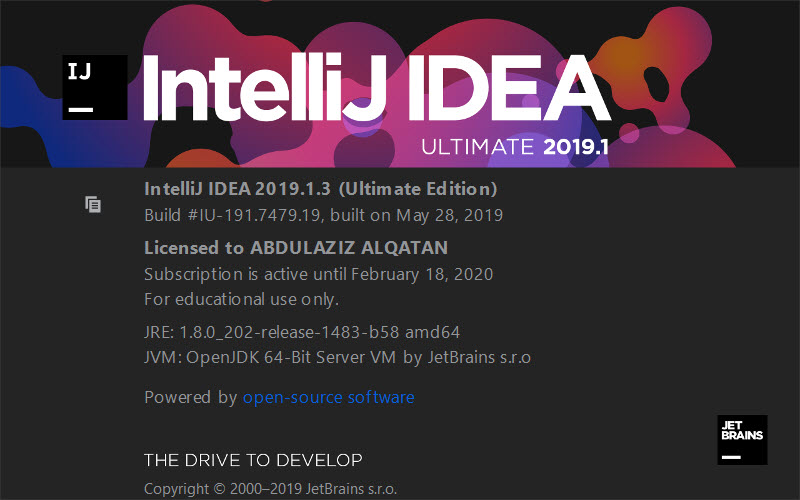 IJ
IntelliJ IDEA
ULTIMATE 2019.1
IntelliJ IDEA 2019.1.3 (Ultimate Edition)
Build #IU-191.7479.19, built on May 28, 2019
Licensed to ABDULAZIZ ALQATAN
Subscription is active until February 18, 2020
For educational use only.
JRE: 1.8.0_202-release-1483-b58 amd64
JVM: OpenJDK 64-Bit Server VM by JetBrains s.r.o
Powered by open-source software
JET
BRAINS
THE DRIVE TO DEVELOP
Copyright © 2000–2019 JetBrains s.r.o.